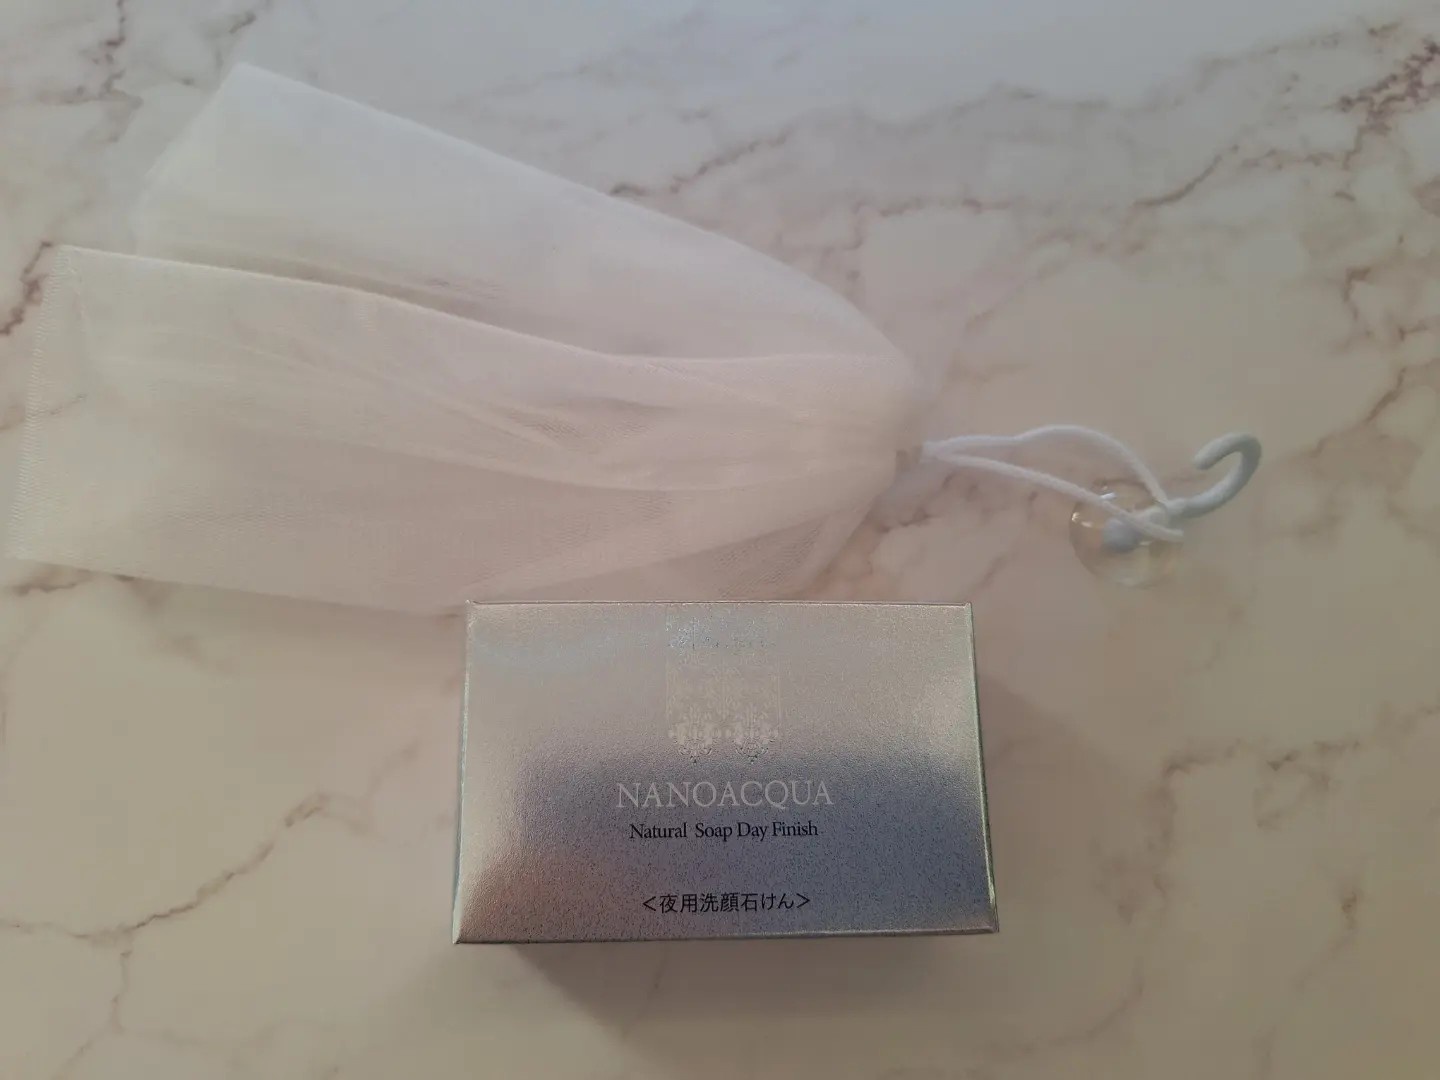 NANOACQUA
Natural Soap Day Finish
<夜用洗顔石けん>